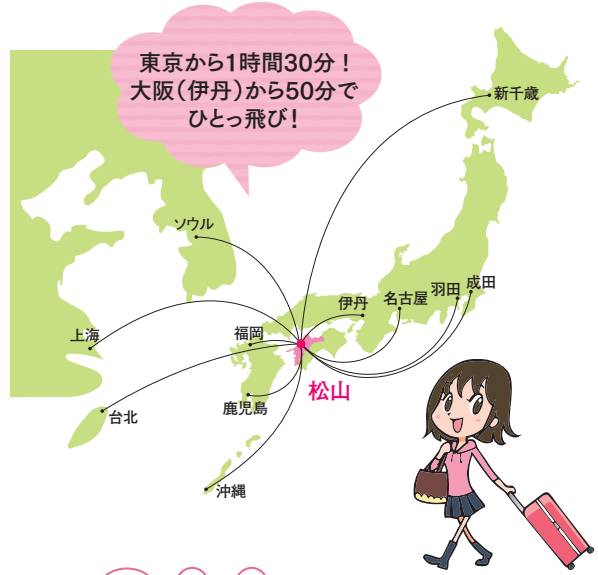 東京から1時間30分！
大阪（伊丹）から50分で
ひとっ飛び！
新千歳
ソウル
成田
羽田
名古屋
伊丹
福岡
上海
松山
鹿児島
台北
沖縄